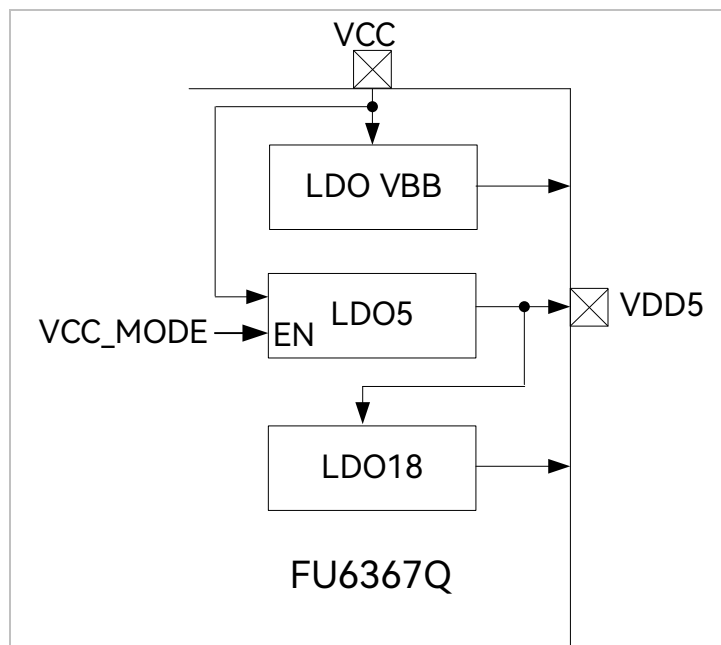 VCC
LDO VBB
LDO5
VDD5
VCC_MODE
EN
LDO18
FU6367Q